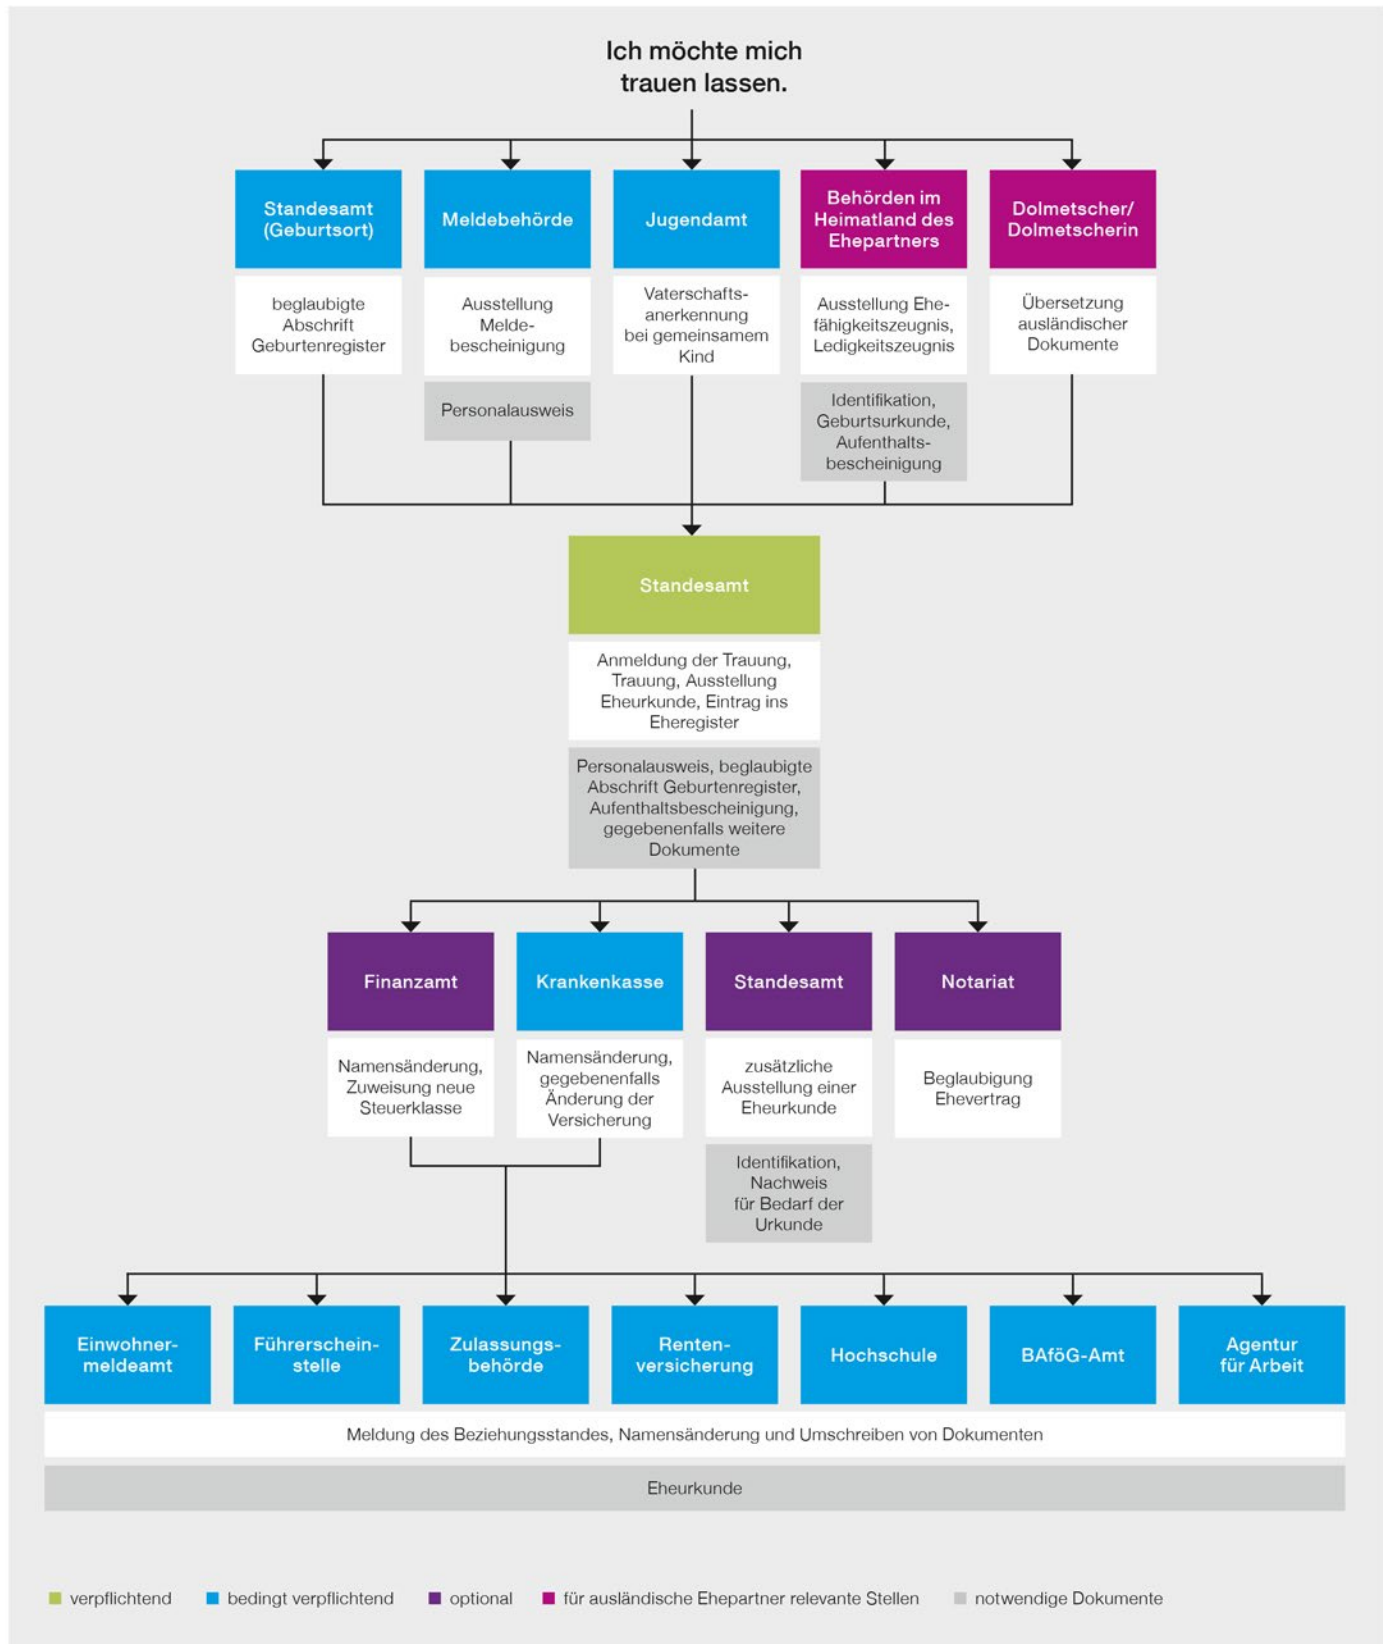 Ich möchte mich
trauen lassen.
Standesamt
(Geburtsort)
beglaubigte
Abschrift
Geburtenregister
Meldebehörde
Ausstellung
Melde-
bescheinigung
Personalausweis
Jugendamt
Vaterschafts-
anerkennung
bei gemeinsamem
Kind
Behörden im
Heimatland des
Ehepartners
Ausstellung Ehe-
fähigkeitszeugnis,
Ledigkeitszeugnis
Identifikation,
Geburtsurkunde,
Aufenthalts-
bescheinigung
Dolmetscher/
Dolmetscherin
Übersetzung
ausländischer
Dokumente
Standesamt
Anmeldung der Trauung,
Trauung, Ausstellung
Eheurkunde, Eintrag ins
Eheregister
Personalausweis, beglaubigte
Abschrift Geburtenregister,
Aufenthaltsbescheinigung,
gegebenenfalls weitere
Dokumente
Finanzamt
Namensänderung,
Zuweisung neue
Steuerklasse
Krankenkasse
Namensänderung,
gegebenenfalls
Änderung der
Versicherung
Standesamt
zusätzliche
Ausstellung einer
Eheurkunde
Identifikation,
Nachweis
für Bedarf der
Urkunde
Notariat
Beglaubigung
Ehevertrag
Einwohner-
meldeamt
Führerschein-
stelle
Zulassungs-
behörde
Renten-
versicherung
Hochschule
BAföG-Amt
Agentur
für Arbeit
Meldung des Beziehungsstandes, Namensänderung und Umschreiben von Dokumenten
Eheurkunde
verpflichtend
bedingt verpflichtend
optional
für ausländische Ehepartner relevante Stellen
notwendige Dokumente